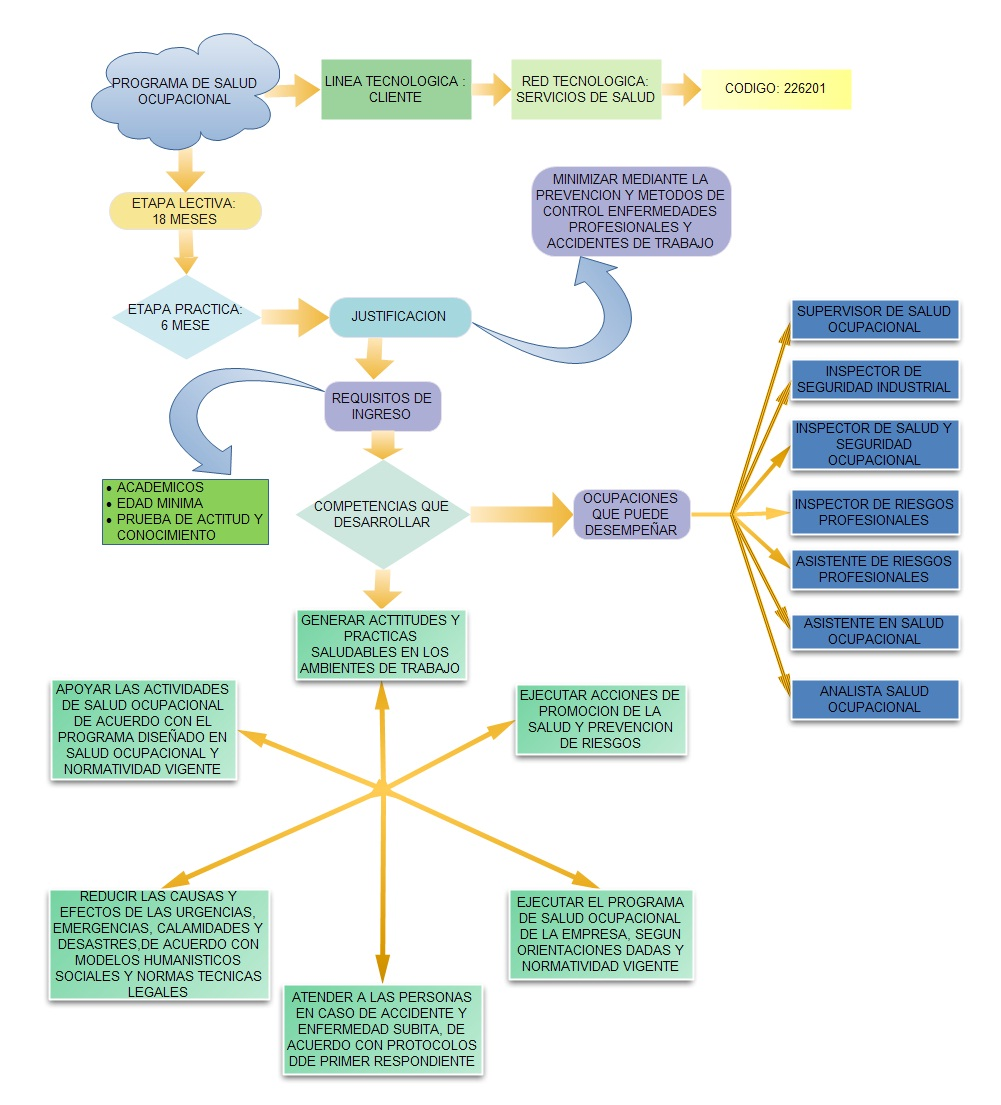 PROGRAMA DE SALUD
OCUPACIONAL
LINEA TECNOLOGICA :
CLIENTE
RED TECNOLOGICA:
SERVICIOS DE SALUD
CODIGO: 226201
ETAPA LECTIVA:
18 MESES
MINIMIZAR MEDIANTE LA
PREVENCION Y METODOS DE
CONTROL ENFERMEDADES
PROFESIONALES Y
ACCIDENTES DE TRABAJO
ETAPA PRACTICA:
6 MESE
JUSTIFICACION
REQUISITOS DE
INGRESO
• ACADEMICOS
• EDAD MINIMA
• PRUEBA DE ACTITUD Y
CONOCIMIENTO
COMPETENCIAS QUE
DESARROLLAR
OCUPACIONES
QUE PUEDE
DESEMPEÑAR
SUPERVISOR DE SALUD
OCUPACIONAL
INSPECTOR DE
SEGURIDAD INDUSTRIAL
INSPECTOR DE SALUD Y
SEGURIDAD
OCUPACIONAL
INSPECTOR DE RIESGOS
PROFESIONALES
ASISTENTE DE RIESGOS
PROFESIONALES
ASISTENTE EN SALUD
OCUPACIONAL
ANALISTA SALUD
OCUPACIONAL
GENERAR ACTTITUDES Y
PRACTICAS
SALUDABLES EN LOS
AMBIENTES DE TRABAJO
APOYAR LAS ACTIVIDADES
DE SALUD OCUPACIONAL
DE ACUERDO CON EL
PROGRAMA DISEÑADO EN
SALUD OCUPACIONAL Y
NORMATIVIDAD VIGENTE
EJECUTAR ACCIONES DE
PROMOCION DE LA
SALUD Y PREVENCION
DE RIESGOS
REDUCIR LAS CAUSAS Y
EFECTOS DE LAS URGENCIAS,
EMERGENCIAS, CALAMIDADES Y
DESASTRES,DE ACUERDO CON
MODELOS HUMANISTICOS
SOCIALES Y NORMAS TECNICAS
LEGALES
EJECUTAR EL PROGRAMA
DE SALUD OCUPACIONAL
DE LA EMPRESA, SEGUN
ORIENTACIONES DADAS Y
NORMATIVIDAD VIGENTE
ATENDER A LAS PERSONAS
EN CASO DE ACCIDENTE Y
ENFERMEDAD SUBITA, DE
ACUERDO CON PROTOCOLOS
DDE PRIMER RESPONDIENTE